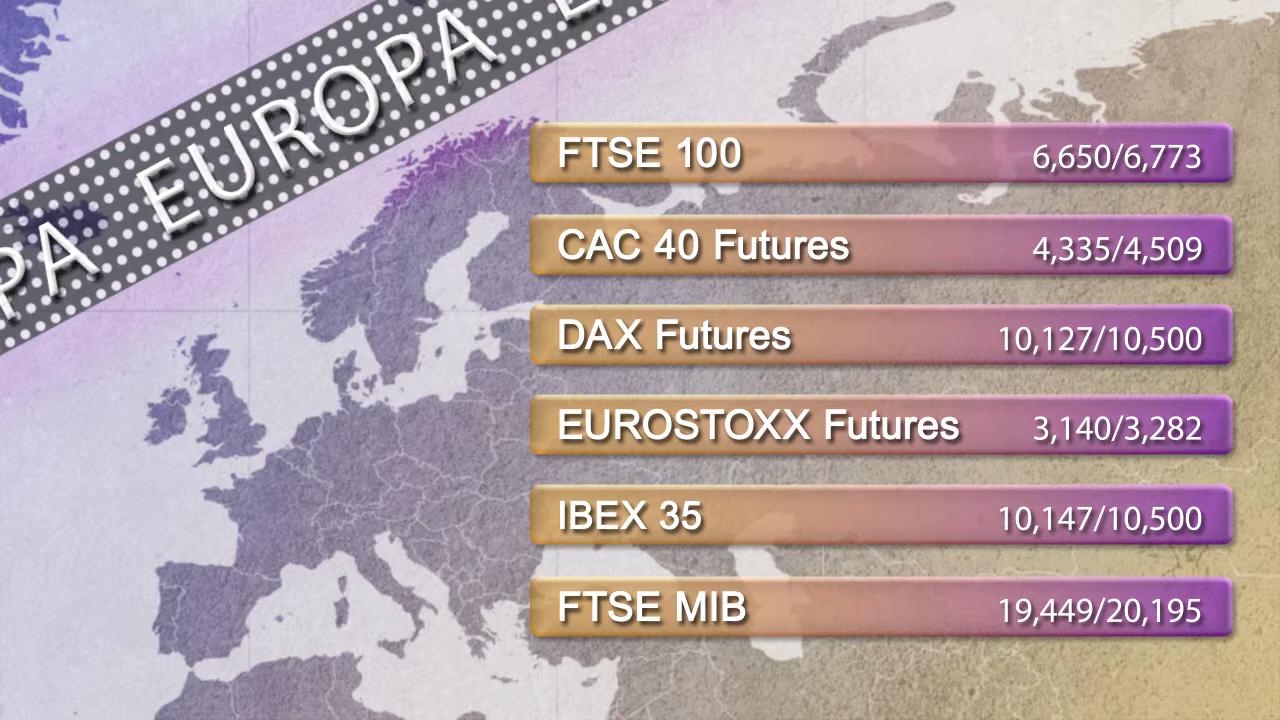 PA EUROPA E
FTSE 100 6,650/6,773
CAC 40 Futures 4,335/4,509
DAX Futures 10,127/10,500
EUROSTOXX Futures 3,140/3,282
IBEX 35 10,147/10,500
FTSE MIB 19,449/20,195